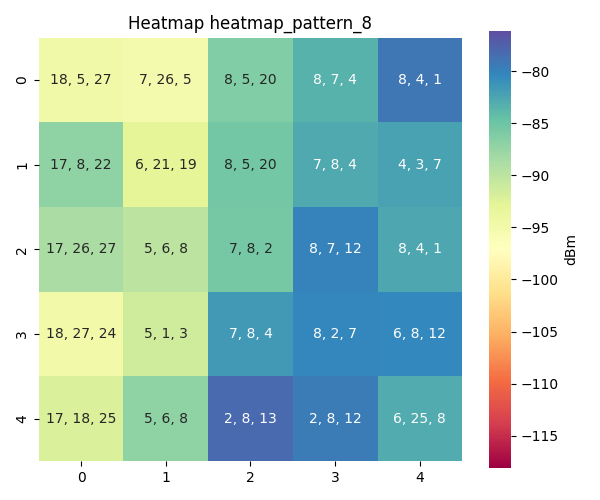 Heatmap heatmap_pattern_8
0
18, 5, 27
7, 26, 5
8, 5, 20
8, 7, 4
8, 4, 1
1
17, 8, 22
6, 21, 19
8, 5, 20
7, 8, 4
4, 3, 7
2
17, 26, 27
5, 6, 8
7, 8, 2
8, 7, 12
8, 4, 1
3
18, 27, 24
5, 1, 3
7, 8, 4
8, 2, 7
6, 8, 12
4
17, 18, 25
5, 6, 8
2, 8, 13
2, 8, 12
6, 25, 8
0
1
2
3
4
−80
−85
−90
−95
−100
−105
−110
−115
dBm